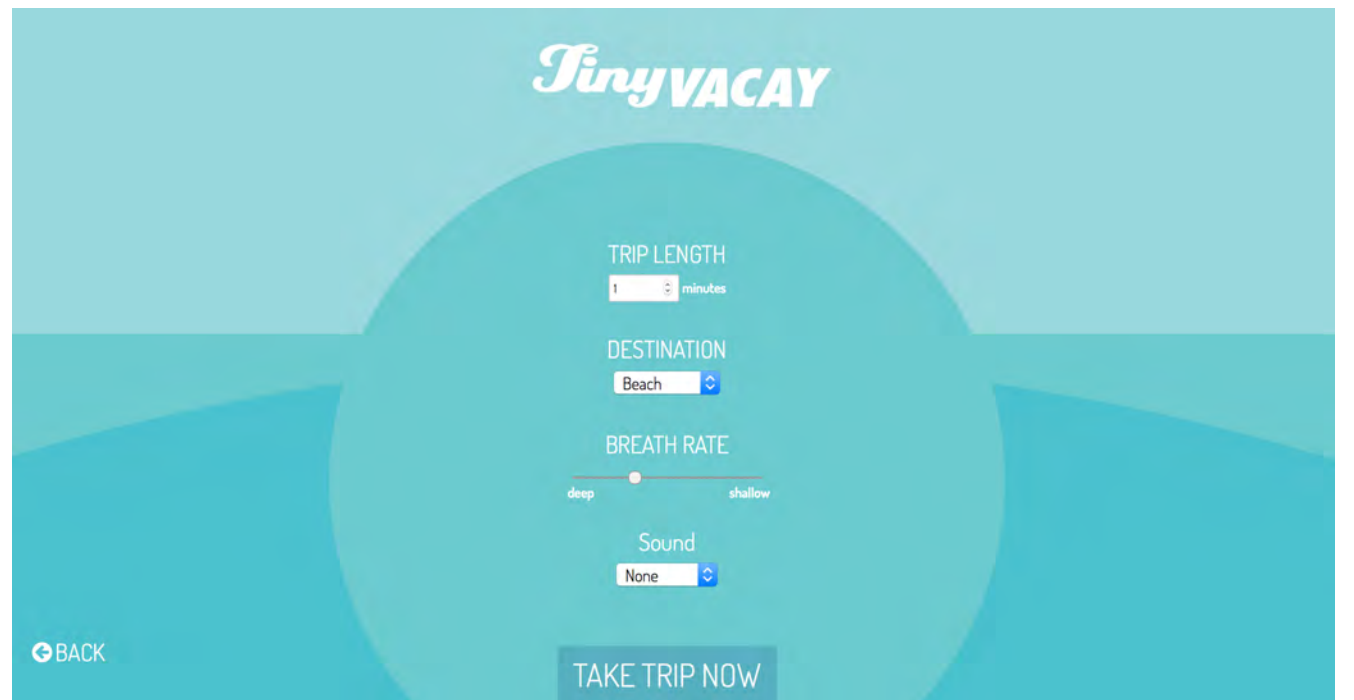 TinyVACAY
TRIP LENGTH
1 minutes
DESTINATION
Beach
BREATH RATE
deep shallow
Sound
None
BACK
TAKE TRIP NOW